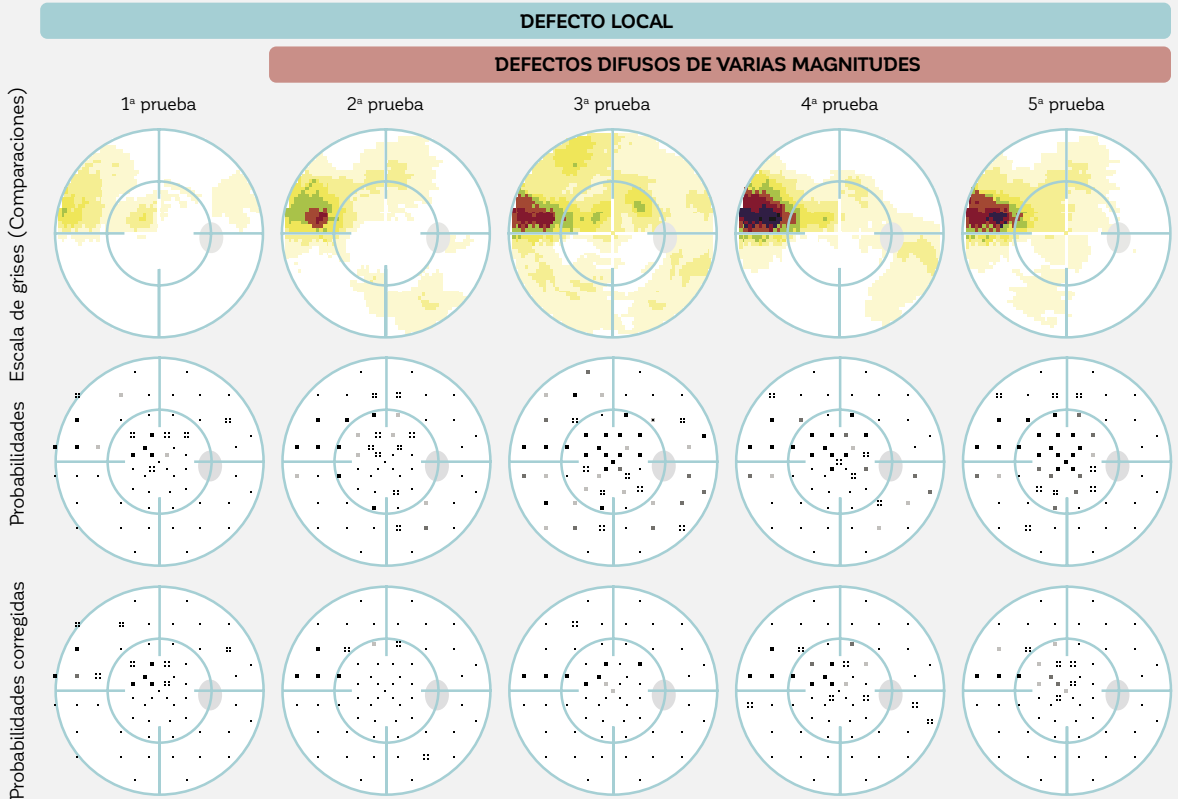 DEFECTO LOCAL
DEFECTOS DIFUSOS DE VARIAS MAGNITUDES
1ª prueba
2ª prueba
3ª prueba
4ª prueba
5ª prueba
Escala de grises (Comparaciones)
Probabilidades
Probabilidades corregidas